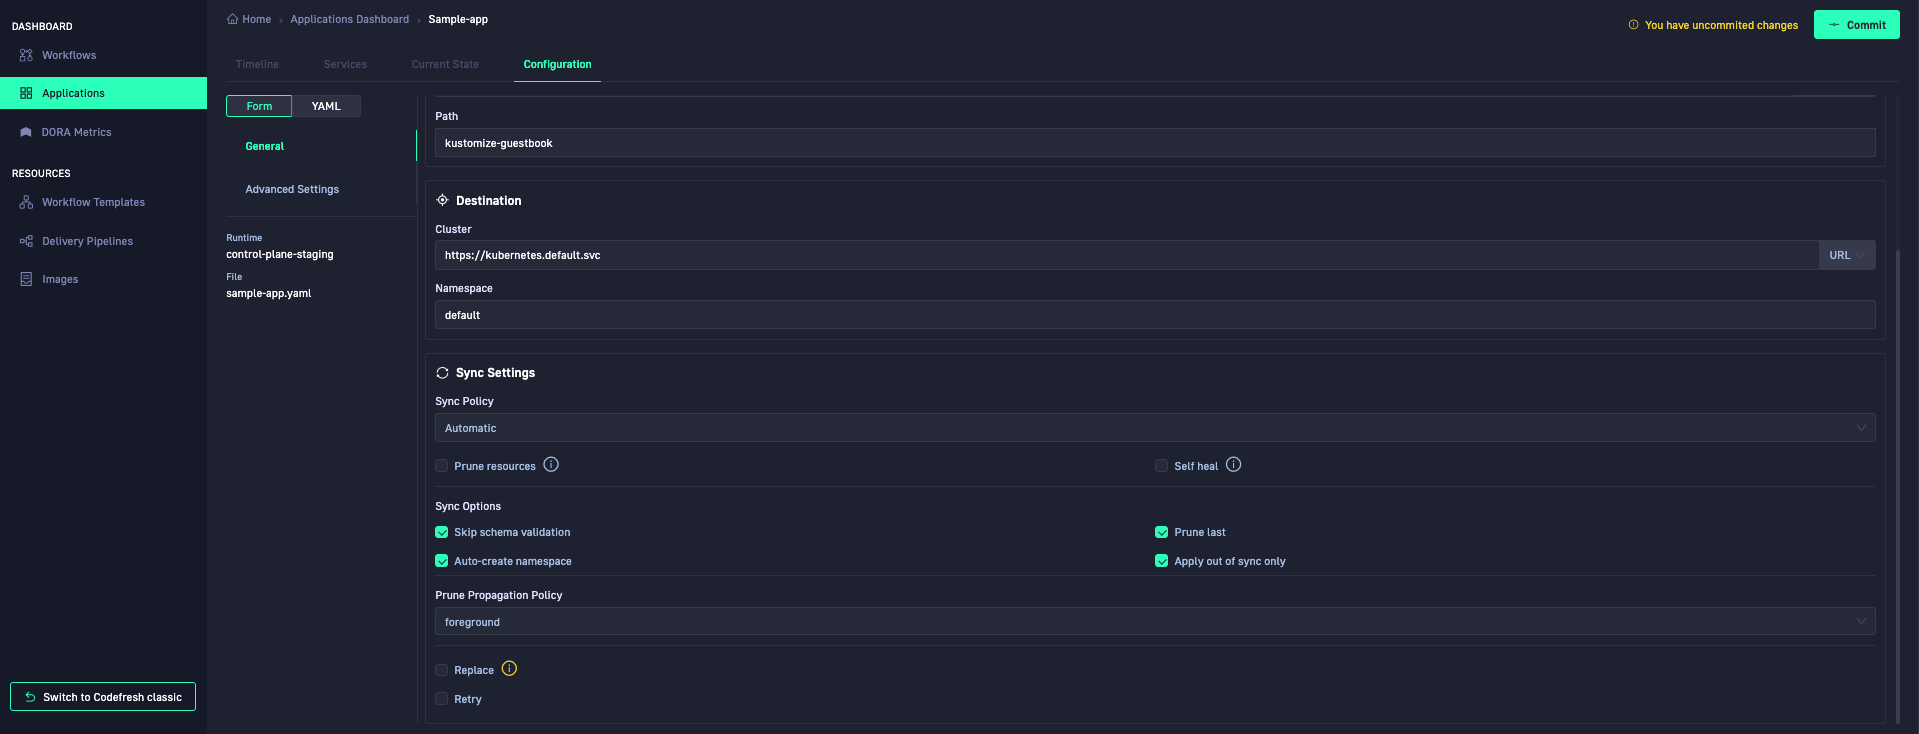 DASHBOARD
Workflows
Applications
DORA Metrics
RESOURCES
Workflow Templates
Delivery Pipelines
Images
Switch to Codefresh classic
Home › Applications Dashboard › Sample-app
You have uncommited changes
Commit
Timeline Services Current State Configuration
Form YAML
General
Advanced Settings
Runtime
control-plane-staging
File
sample-app.yaml
Path
kustomize-guestbook
Destination
Cluster
https://kubernetes.default.svc URL
Namespace
default
Sync Settings
Sync Policy
Automatic
Prune resources Self heal
Sync Options
Skip schema validation Prune last
Auto-create namespace Apply out of sync only
Prune Propagation Policy
foreground
Replace
Retry